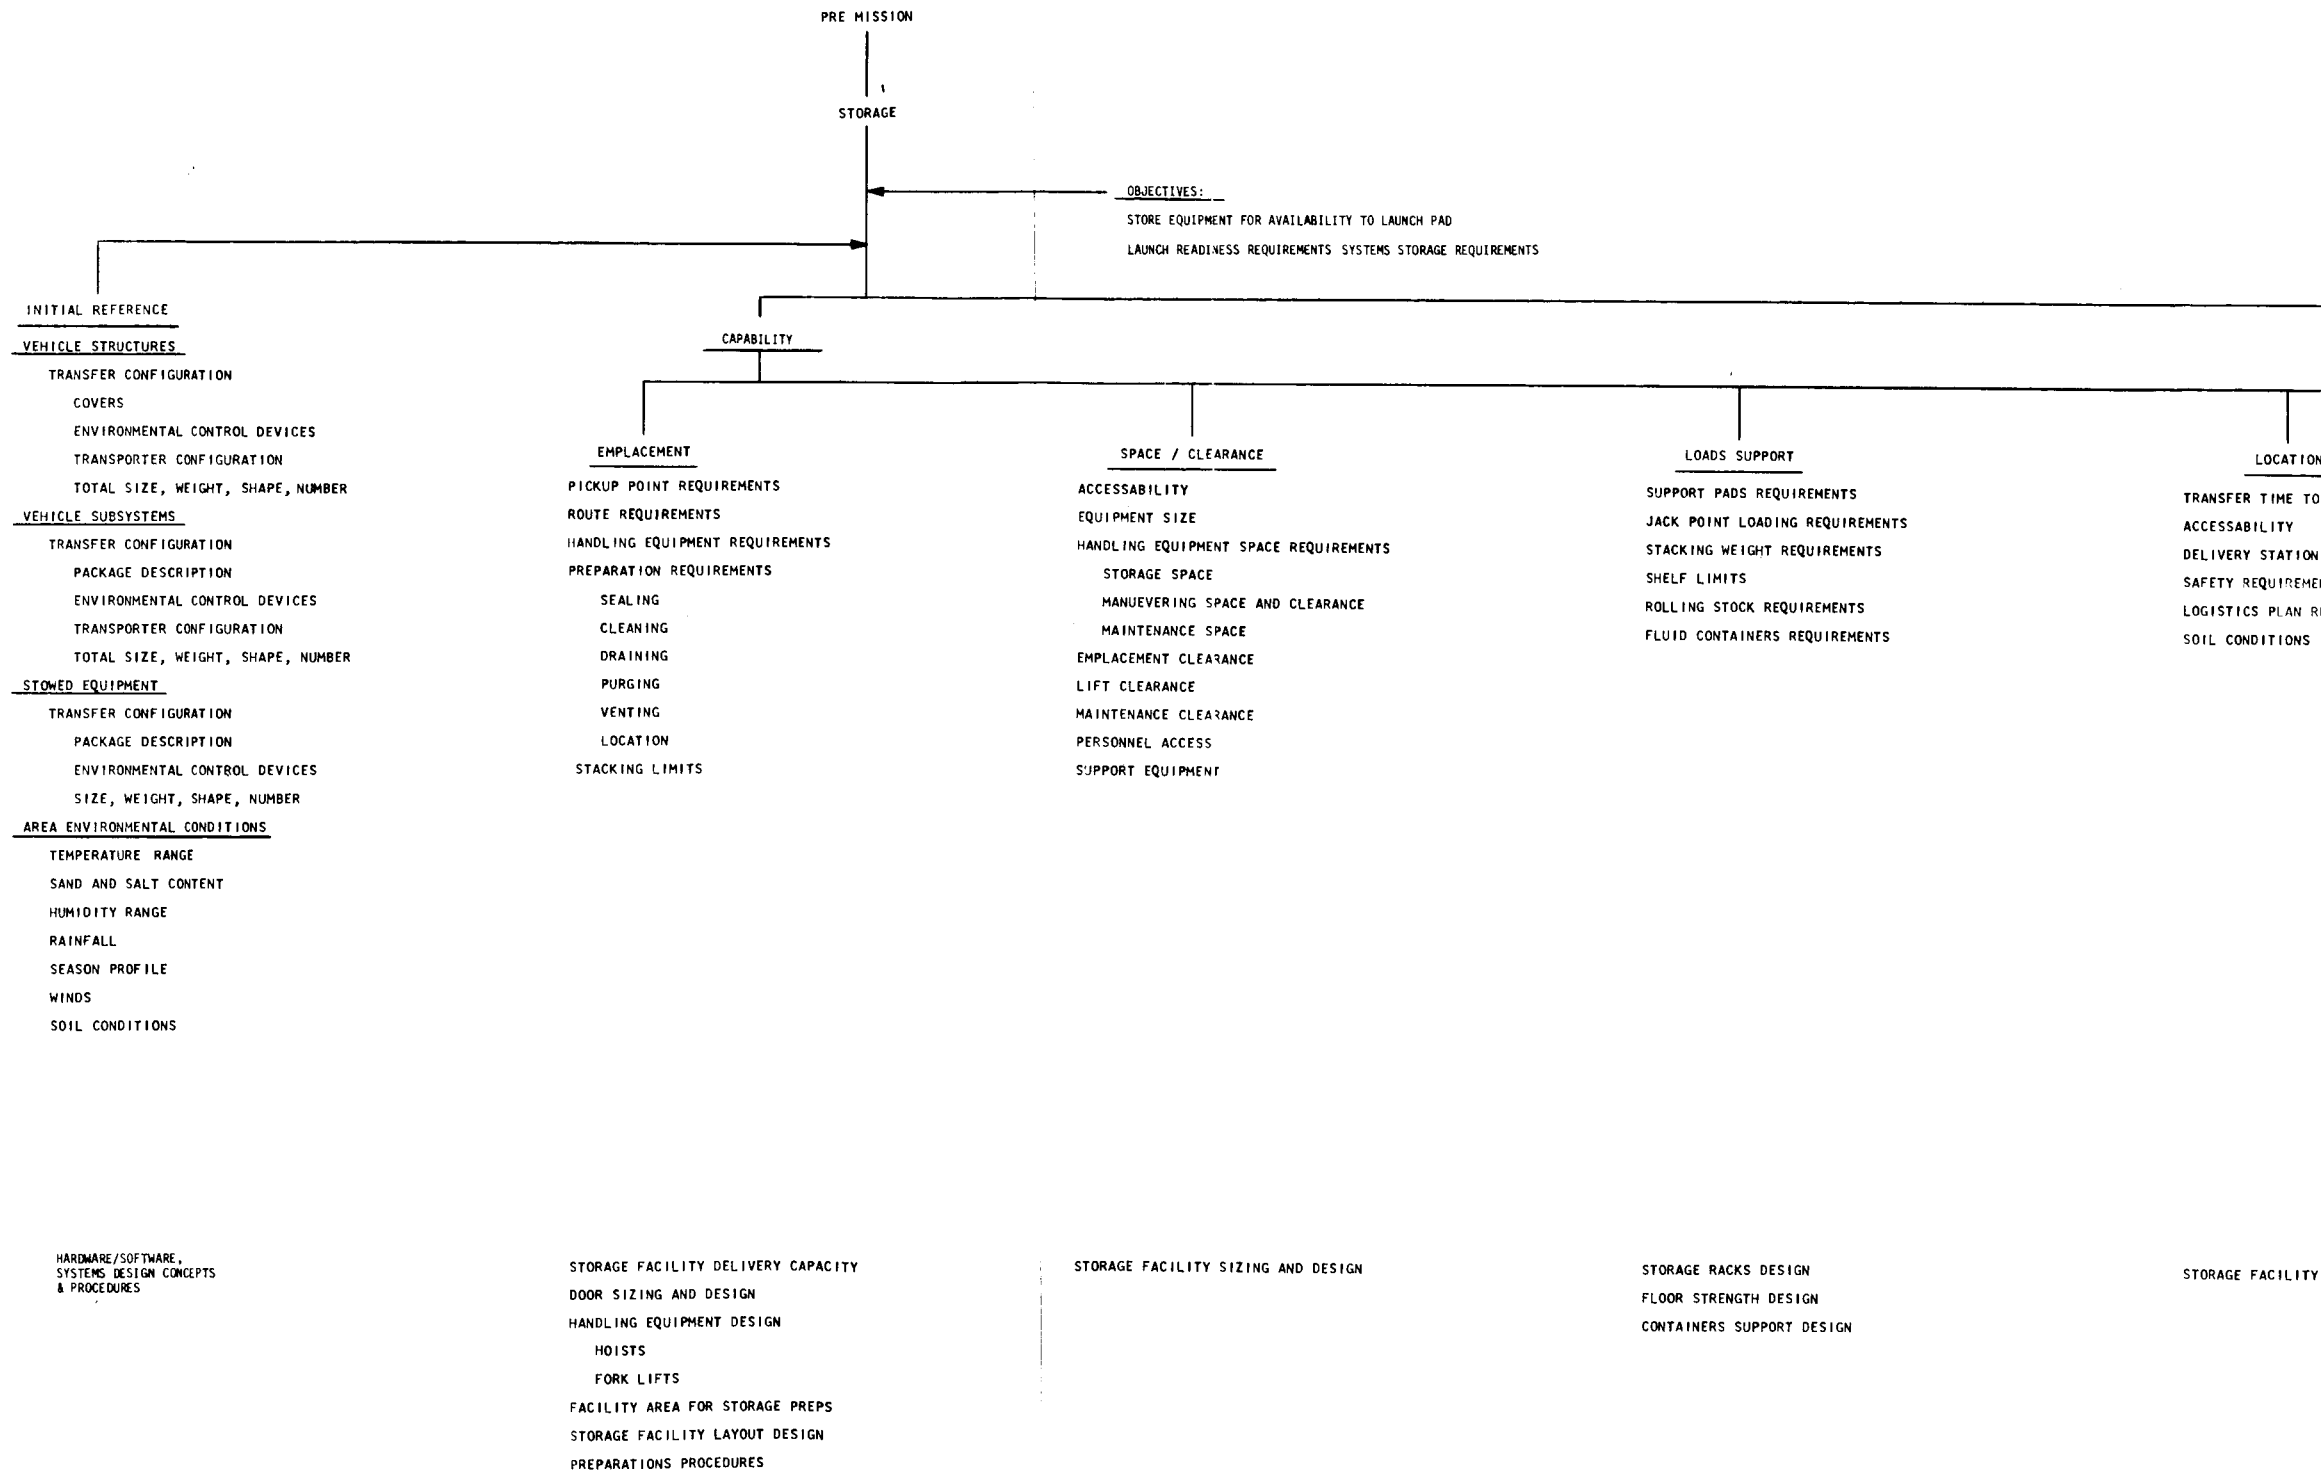 PRE MISSION
STORAGE
OBJECTIVES:
STORE EQUIPMENT FOR AVAILABILITY TO LAUNCH PAD
LAUNCH READINESS REQUIREMENTS SYSTEMS STORAGE REQUIREMENTS
INITIAL REFERENCE
VEHICLE STRUCTURES
TRANSFER CONFIGURATION
COVERS
ENVIRONMENTAL CONTROL DEVICES
TRANSPORTER CONFIGURATION
TOTAL SIZE, WEIGHT, SHAPE, NUMBER
VEHICLE SUBSYSTEMS
TRANSFER CONFIGURATION
PACKAGE DESCRIPTION
ENVIRONMENTAL CONTROL DEVICES
TRANSPORTER CONFIGURATION
TOTAL SIZE, WEIGHT, SHAPE, NUMBER
STOWED EQUIPMENT
TRANSFER CONFIGURATION
PACKAGE DESCRIPTION
ENVIRONMENTAL CONTROL DEVICES
SIZE, WEIGHT, SHAPE, NUMBER
AREA ENVIRONMENTAL CONDITIONS
TEMPERATURE RANGE
SAND AND SALT CONTENT
HUMIDITY RANGE
RAINFALL
SEASON PROFILE
WINDS
SOIL CONDITIONS
CAPABILITY
EMPLACEMENT
PICKUP POINT REQUIREMENTS
ROUTE REQUIREMENTS
HANDLING EQUIPMENT REQUIREMENTS
PREPARATION REQUIREMENTS
SEALING
CLEANING
DRAINING
PURGING
VENTING
LOCATION
STACKING LIMITS
SPACE / CLEARANCE
ACCESSABILITY
EQUIPMENT SIZE
HANDLING EQUIPMENT SPACE REQUIREMENTS
STORAGE SPACE
MANUEVERING SPACE AND CLEARANCE
MAINTENANCE SPACE
EMPLACEMENT CLEARANCE
LIFT CLEARANCE
MAINTENANCE CLEARANCE
PERSONNEL ACCESS
SUPPORT EQUIPMENT
LOADS SUPPORT
SUPPORT PADS REQUIREMENTS
JACK POINT LOADING REQUIREMENTS
STACKING WEIGHT REQUIREMENTS
SHELF LIMITS
ROLLING STOCK REQUIREMENTS
FLUID CONTAINERS REQUIREMENTS
LOCATION
TRANSFER TIME TO
ACCESSABILITY
DELIVERY STATION
SAFETY
LOGISTICS PLAN
SOIL CONDITIONS
HARDWARE/SOFTWARE,
SYSTEMS DESIGN CONCEPTS
& PROCEDURES
STORAGE FACILITY DELIVERY CAPACITY
DOOR SIZING AND DESIGN
HANDLING EQUIPMENT DESIGN
HOISTS
FORK LIFTS
FACILITY AREA FOR STORAGE PREPS
STORAGE FACILITY LAYOUT DESIGN
PREPARATIONS PROCEDURES
STORAGE FACILITY SIZING AND DESIGN
STORAGE RACKS DESIGN
FLOOR STRENGTH DESIGN
CONTAINERS SUPPORT DESIGN
STORAGE FACILITY